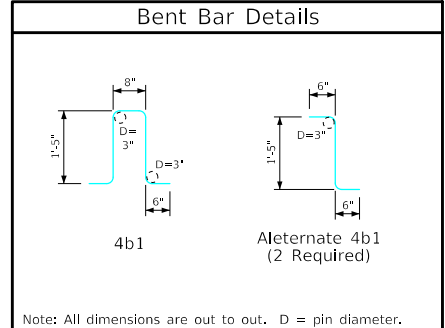 Bent Bar Details
8"
6"
1'-5"
D=
3"
D=3"
6"
4b1
1'-5"
D=3"
6"
Aleternate 4b1
(2 Required)
Note: All dimensions are out to out.  D = pin diameter.